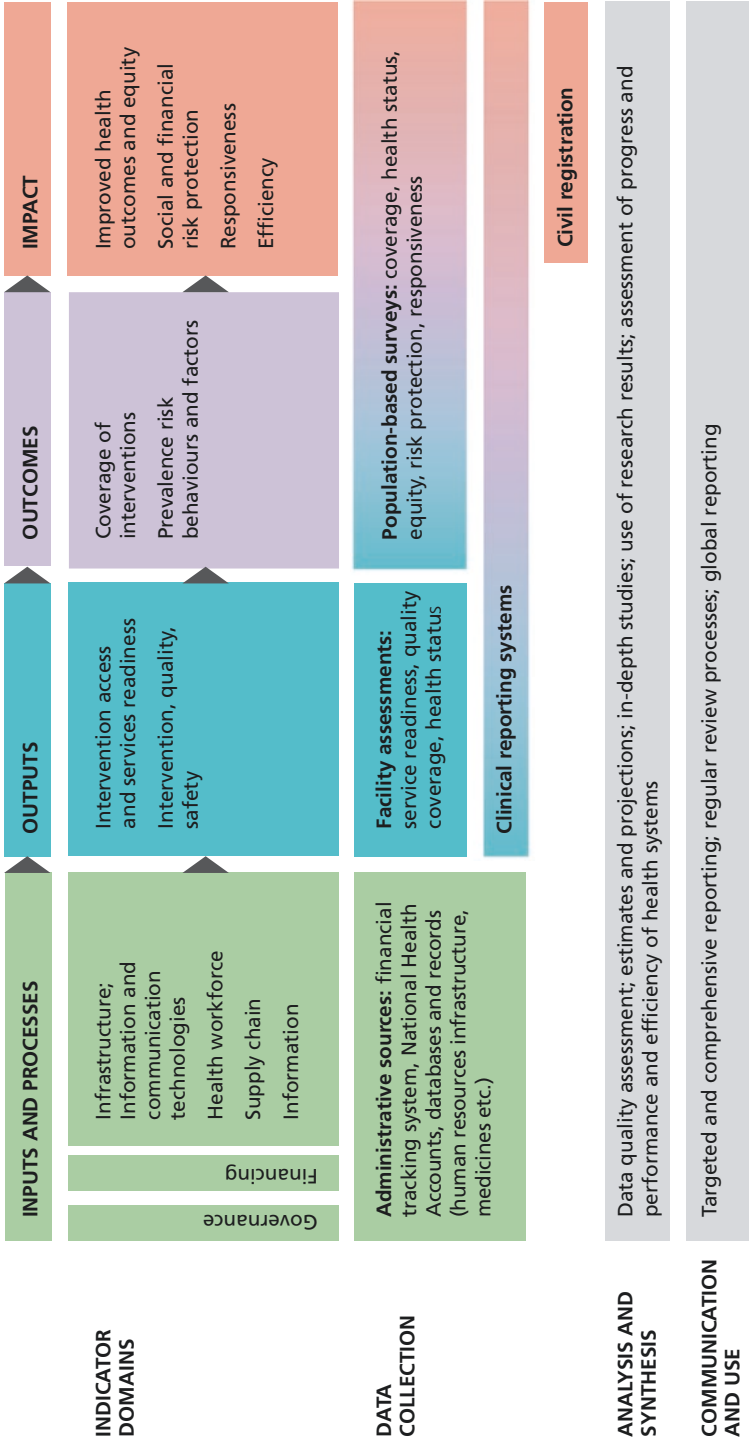 INPUTS AND PROCESSES
OUTPUTS
OUTCOMES
IMPACT
INDICATOR
DOMAINS
Governance
Financing
Infrastructure;
Information and
communication
technologies
Health workforce
Supply chain
Information
Intervention access
and services readiness
Intervention, quality,
safety
Coverage of
interventions
Prevalence risk
behaviours and factors
Improved health
outcomes and equity
Social and financial
risk protection
Responsiveness
Efficiency
DATA
COLLECTION
Administrative sources: financial
tracking system, National Health
Accounts, databases and records
(human resources infrastructure,
medicines etc.)
Facility assessments:
service readiness, quality
coverage, health status
Population-based surveys: coverage, health status,
equity, risk protection, responsiveness
Clinical reporting systems
Civil registration
ANALYSIS AND
SYNTHESIS
Data quality assessment; estimates and projections; in-depth studies; use of research results; assessment of progress and
performance and efficiency of health systems
COMMUNICATION
AND USE
Targeted and comprehensive reporting; regular review processes; global reporting